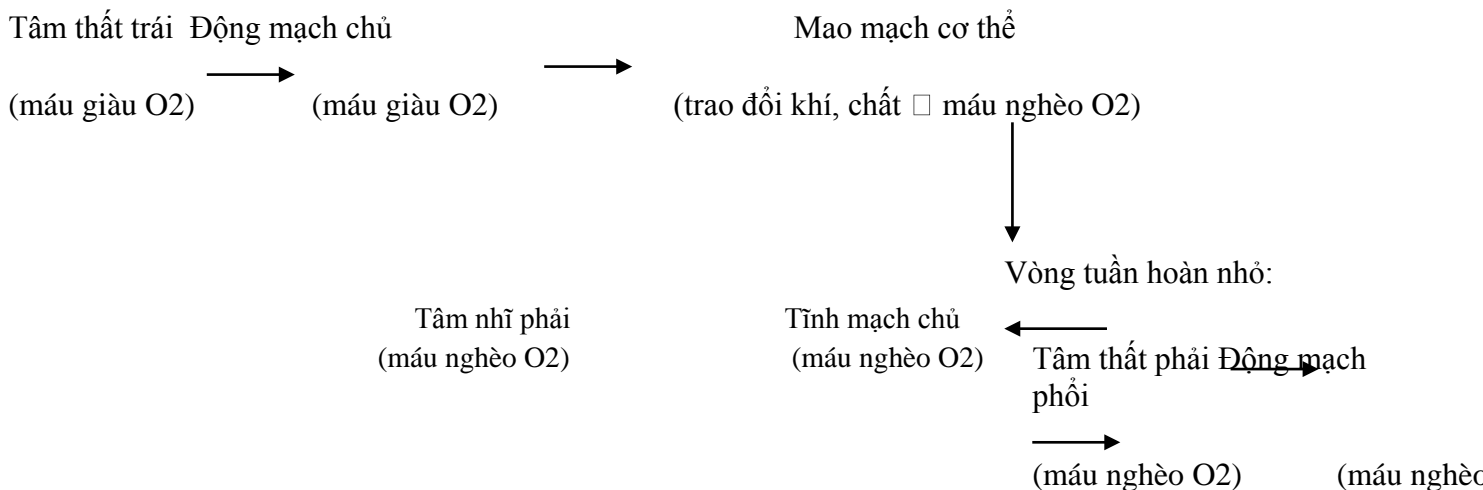 Tâm thất trái Động mạch chủ Mao mạch cơ thể
(máu giàu O2) (máu giàu O2) (trao đổi khí, chất □ máu nghèo O2)
Vòng tuần hoàn nhỏ:
Tâm nhĩ phải Tĩnh mạch chủ
(máu nghèo O2) (máu nghèo O2) Tâm thất phải Động mạch
phổi
(máu nghèo O2) (máu nghèo